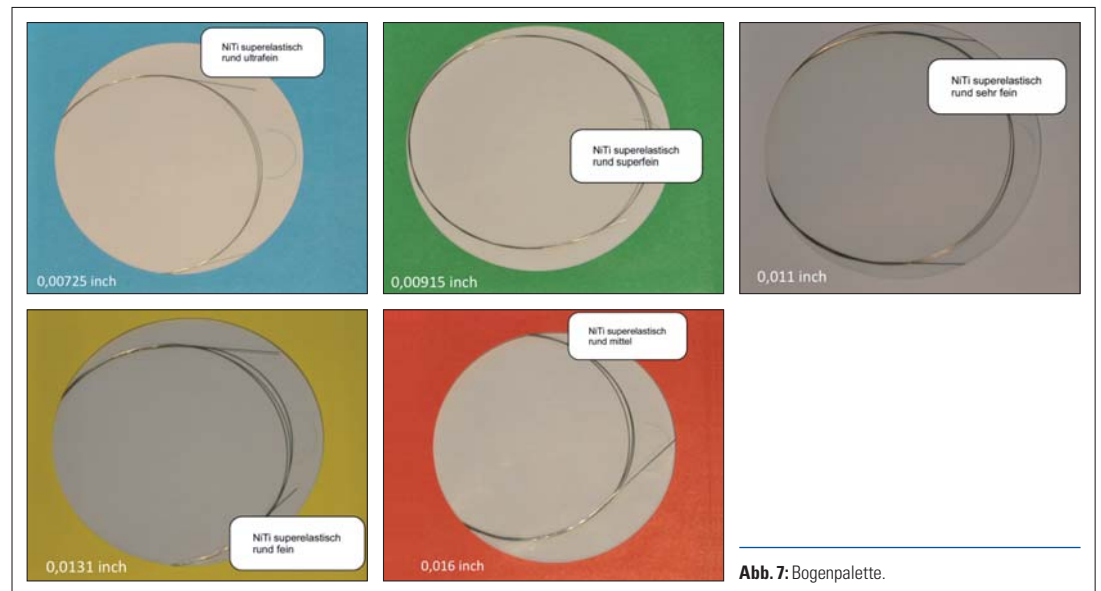 NiTi superelastisch
rund ultrafein
0,00725 inch
NiTi superelastisch
rund superfein
0,00915 inch
NiTi superelastisch
rund sehr fein
0,011 inch
NiTi superelastisch
rund fein
0,0131 inch
NiTi superelastisch
rund mittel
0,016 inch
Abb. 7: Bogenpalette.